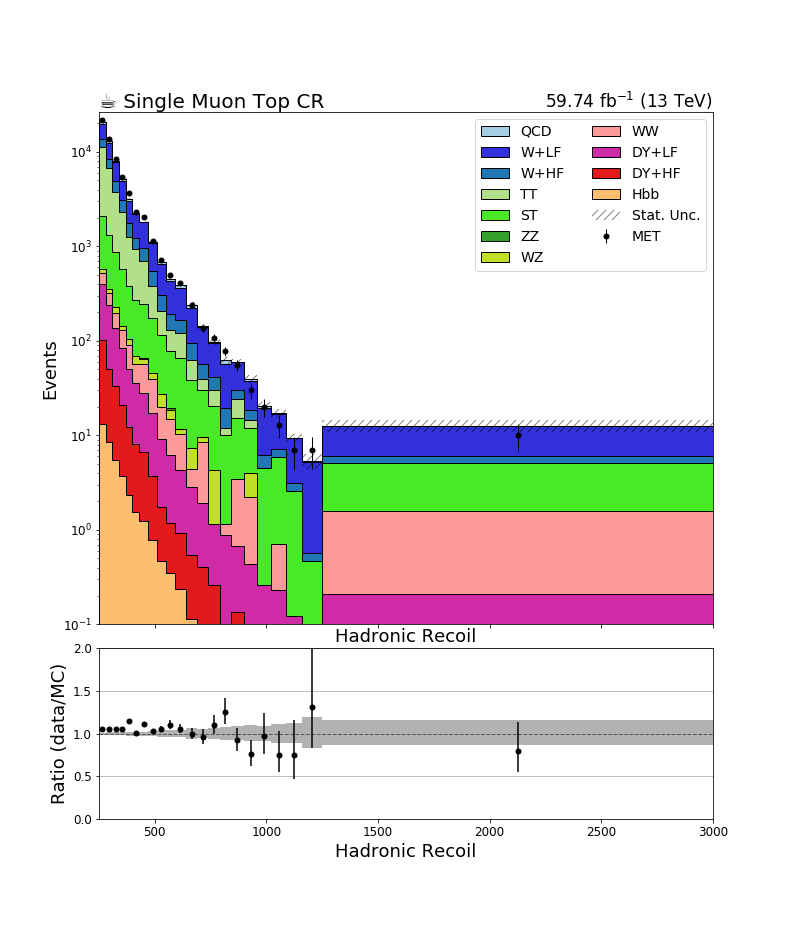 ☕ Single Muon Top CR 59.74 fb⁻¹ (13 TeV)
QCD
W+LF
W+HF
TT
ST
ZZ
WZ
WW
DY+LF
DY+HF
Hbb
Stat. Unc.
MET
Events
10⁴
10³
10²
10¹
10⁰
10⁻¹
Hadronic Recoil
Ratio (data/MC)
2.0
1.5
1.0
0.5
0.0
500 1000 1500 2000 2500 3000
Hadronic Recoil